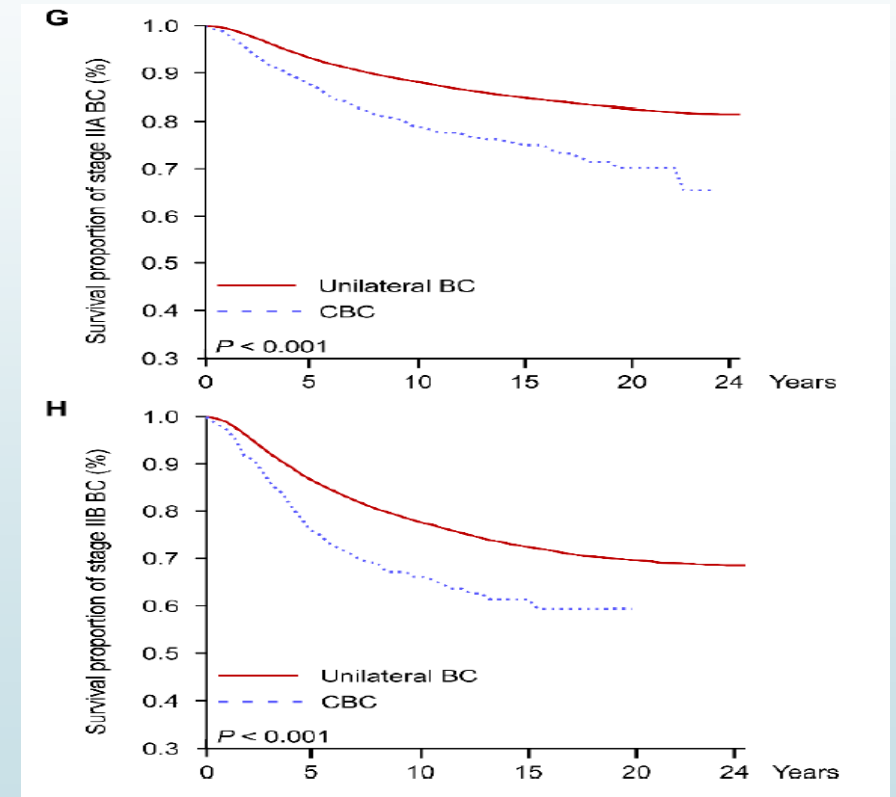 G
Survival proportion of stage IIA BC (%)
1.0
0.9
0.8
0.7
0.6
0.5
0.4
0.3
Unilateral BC
CBC
P < 0.001
0 5 10 15 20 24 Years
H
Survival proportion of stage IIB BC (%)
1.0
0.9
0.8
0.7
0.6
0.5
0.4
0.3
Unilateral BC
CBC
P < 0.001
0 5 10 15 20 24 Years